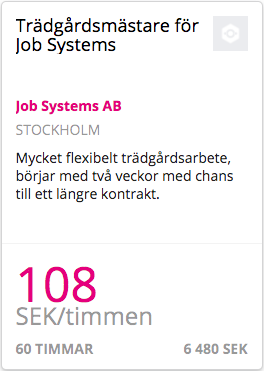 Trädgårdsmästare för
Job Systems
Job Systems AB
STOCKHOLM
Mycket flexibelt trädgårdsarbete,
börjar med två veckor med chans
till ett längre kontrakt.
108
SEK/timmen
60 TIMMAR 6 480 SEK